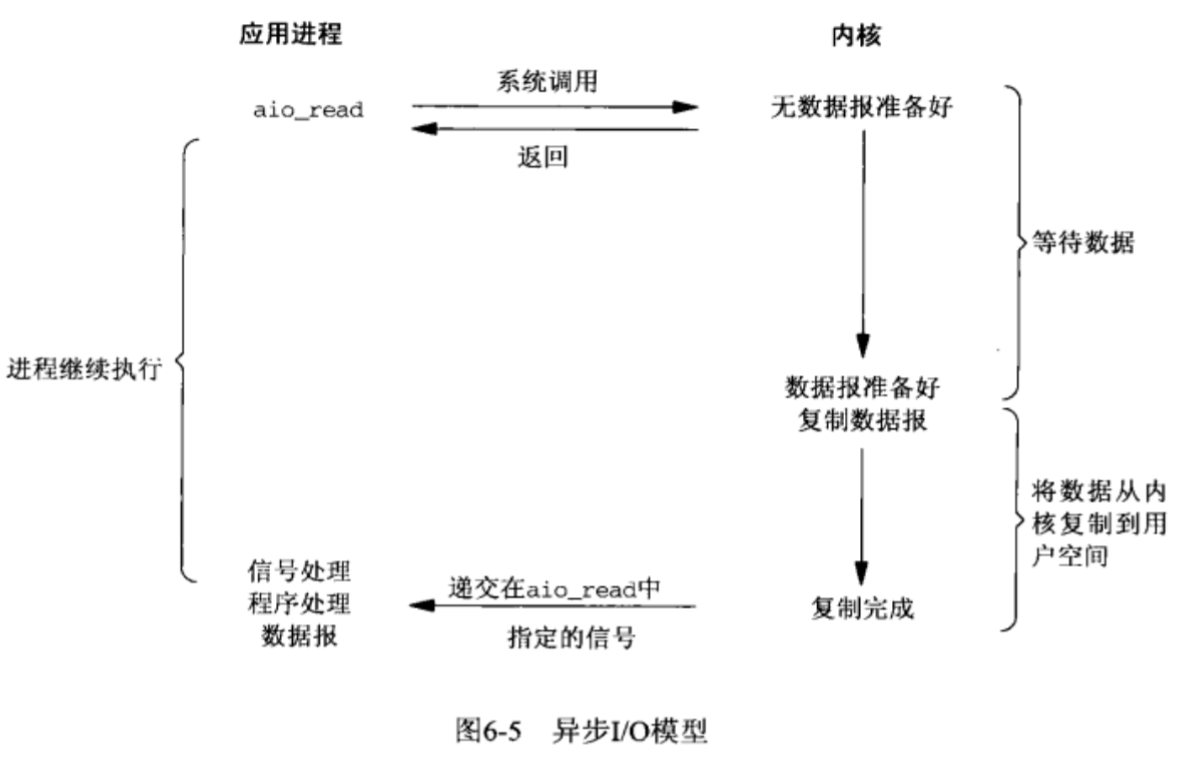 应用进程
内核
系统调用
aio_read
无数据报准备好
返回
等待数据
进程继续执行
数据报准备好
复制数据报
将数据从内
核复制到用
户空间
信号处理
程序处理
数据报
递交在aio_read中
指定的信号
复制完成
图6-5 异步I/O模型